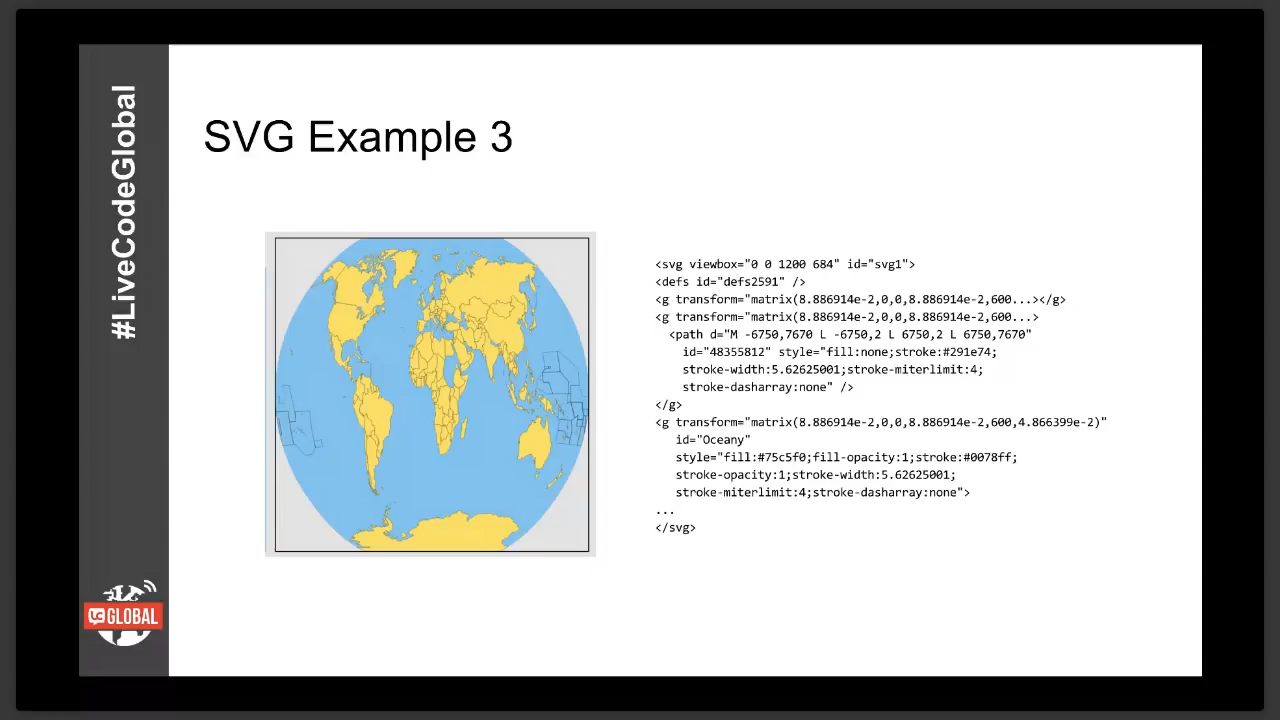 #LiveCodeGlobal
SVG Example 3
<svg viewbox="0 0 1200 684" id="svg1">
<defs id="defs2591" />
<g transform="matrix(8.886914e-2,0,0,8.886914e-2,600...></g>
<g transform="matrix(8.886914e-2,0,0,8.886914e-2,600...>
<path d="M -6750,7670 L -6750,2 L 6750,2 L 6750,7670"
id="48355812" style="fill:none;stroke:#291e74;
stroke-width:5.62625001;stroke-miterlimit:4;
stroke-dasharray:none" />
</g>
<g transform="matrix(8.886914e-2,0,0,8.886914e-2,600,4.866399e-2)"
id="Oceany"
style="fill:#75c5f0;fill-opacity:1;stroke:#0078ff;
stroke-opacity:1;stroke-width:5.62625001;
stroke-miterlimit:4;stroke-dasharray:none">
...
</svg>
LC GLOBAL